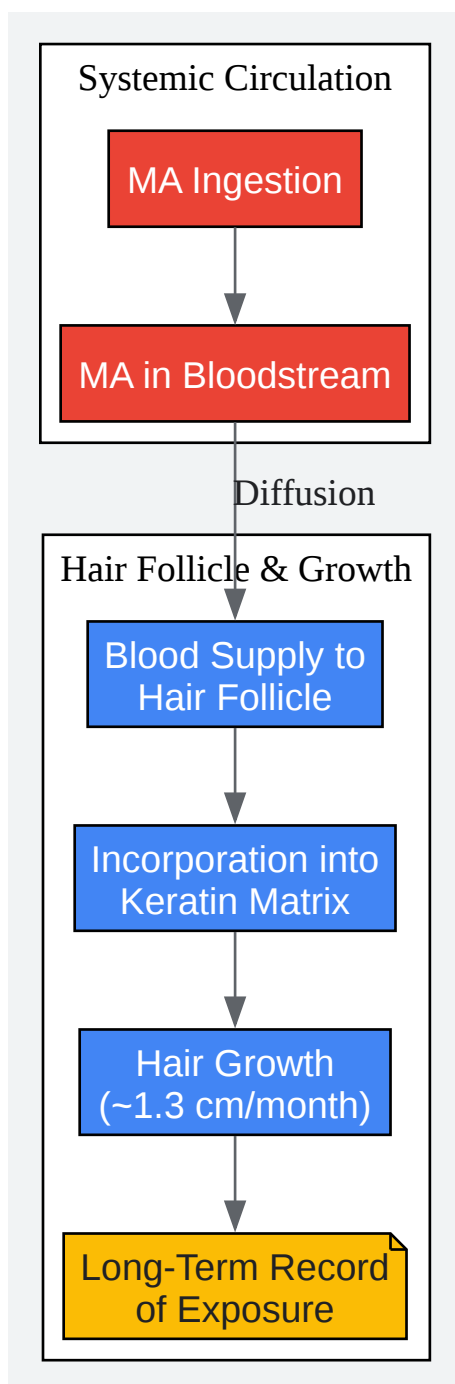 Systemic Circulation
MA Ingestion
MA in Bloodstream
Diffusion
Hair Follicle & Growth
Blood Supply to
Hair Follicle
Incorporation into
Keratin Matrix
Hair Growth
(~1.3 cm/month)
Long-Term Record
of Exposure